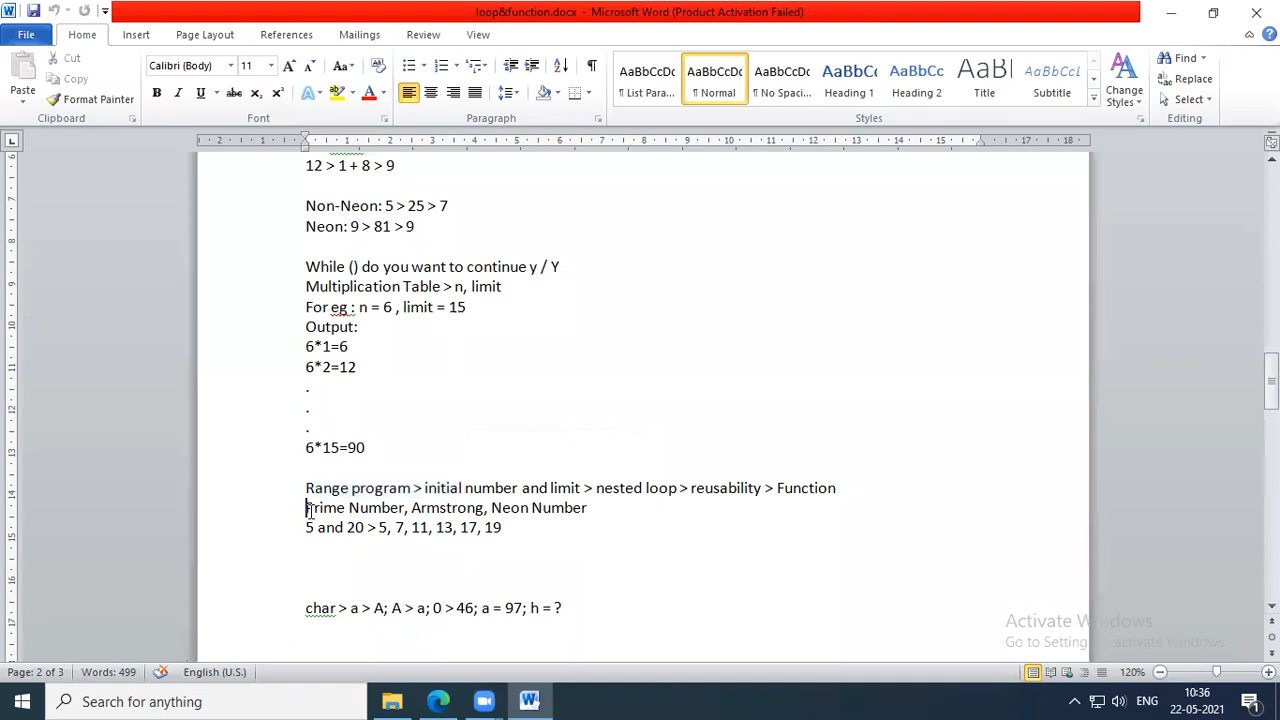 loop&function.docx - Microsoft Word (Product Activation Failed)
File Home Insert Page Layout References Mailings Review View
Paste
Cut
Copy
Format Painter
Clipboard
Calibri (Body) 11
Font
Paragraph
AaBbCcDc AaBbCcDc AaBbCcDc AaBbCc AaBbCc AaB AaBbCcL
¶ List Para... ¶ Normal ¶ No Spaci... Heading 1 Heading 2 Title Subtitle
Change Styles
Styles
Find
Replace
Select
Editing
12 > 1 + 8 > 9
Non-Neon: 5 > 25 > 7
Neon: 9 > 81 > 9
While () do you want to continue y / Y
Multiplication Table > n, limit
For eg : n = 6 , limit = 15
Output:
6*1=6
6*2=12
.
.
.
6*15=90
Range program > initial number and limit > nested loop > reusability > Function
Prime Number, Armstrong, Neon Number
5 and 20 > 5, 7, 11, 13, 17, 19
char > a > A; A > a; 0 > 46; a = 97; h = ?
Activate Windows
Go to Settings to activate Windows.
Page: 2 of 3 Words: 499 English (U.S.) 120%
Search for anything
ENG
10:36
22-05-2021